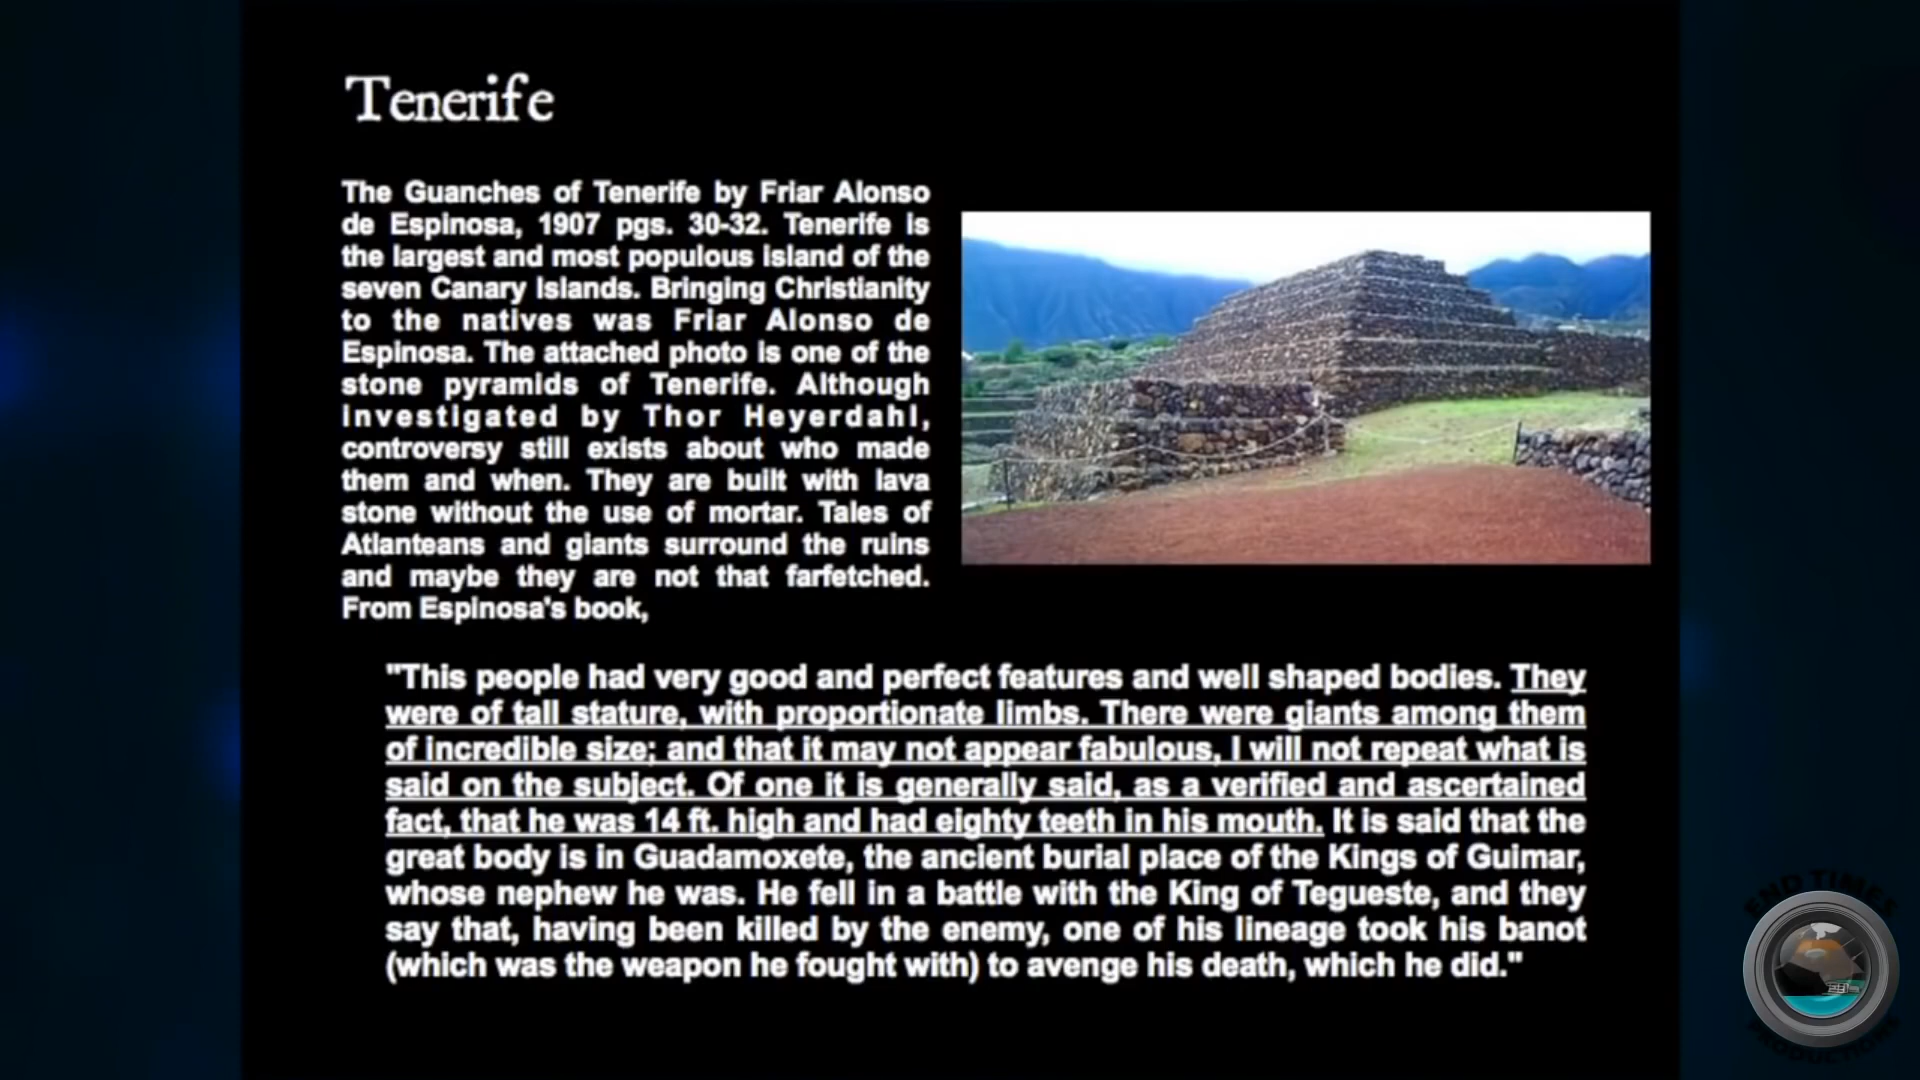 Tenerife
The Guanches of Tenerife by Friar Alonso
de Espinosa, 1907 pgs. 30-32. Tenerife is
the largest and most populous island of the
seven Canary Islands. Bringing Christianity
to the natives was Friar Alonso de
Espinosa. The attached photo is one of the
stone pyramids of Tenerife. Although
investigated by Thor Heyerdahl,
controversy still exists about who made
them and when. They are built with lava
stone without the use of mortar. Tales of
Atlanteans and giants surround the ruins
and maybe they are not that farfetched.
From Espinosa's book,
"This people had very good and perfect features and well shaped bodies. They
were of tall stature, with proportionate limbs. There were giants among them
of incredible size; and that it may not appear fabulous, I will not repeat what is
said on the subject. Of one it is generally said, as a verified and ascertained
fact, that he was 14 ft. high and had eighty teeth in his mouth. It is said that the
great body is in Guadamoxete, the ancient burial place of the Kings of Guimar,
whose nephew he was. He fell in a battle with the King of Tegueste, and they
say that, having been killed by the enemy, one of his lineage took his banot
(which was the weapon he fought with) to avenge his death, which he did."
END TIMES
PRODUCTIONS